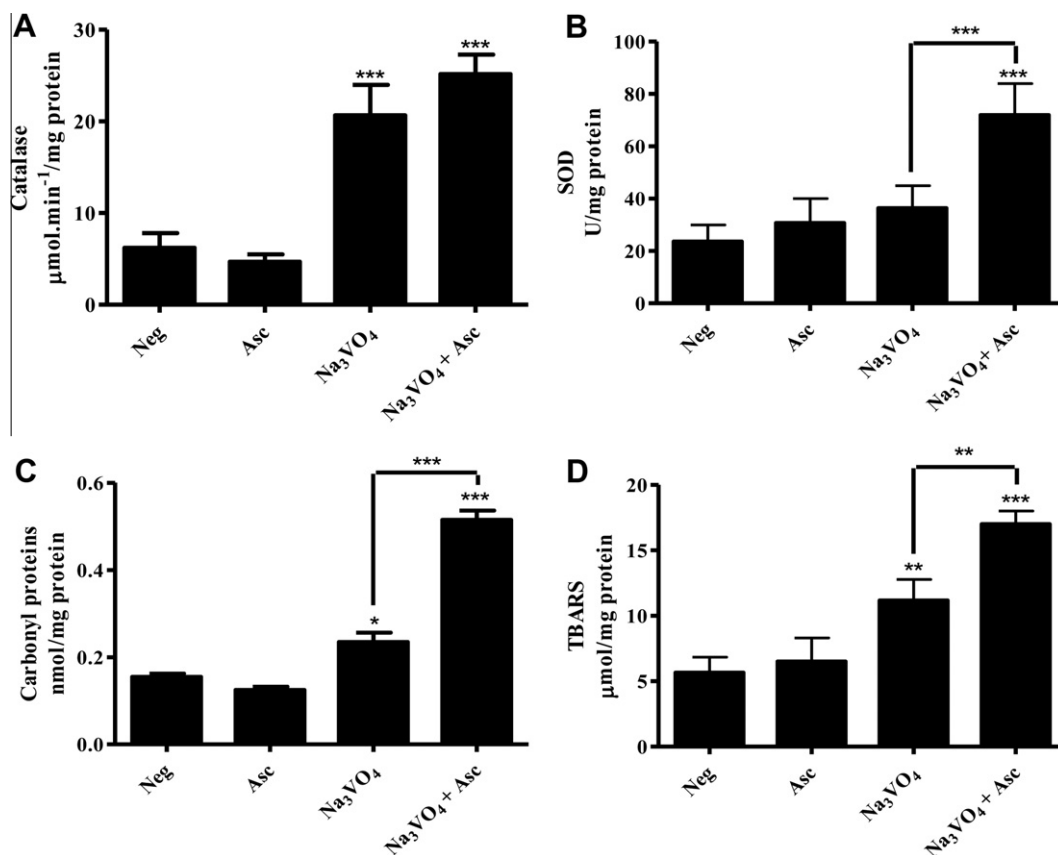 A
Catalase
μmol.min⁻¹/mg protein
30
20
10
0
***
***
Neg
Asc
Na₃VO₄
Na₃VO₄ + Asc
B
SOD
U/mg protein
100
80
60
40
20
0
***
***
Neg
Asc
Na₃VO₄
Na₃VO₄ + Asc
C
Carbonyl proteins
nmol/mg protein
0.6
0.4
0.2
0.0
***
***
*
Neg
Asc
Na₃VO₄
Na₃VO₄ + Asc
D
TBARS
μmol/mg protein
20
15
10
5
0
**
***
**
Neg
Asc
Na₃VO₄
Na₃VO₄ + Asc